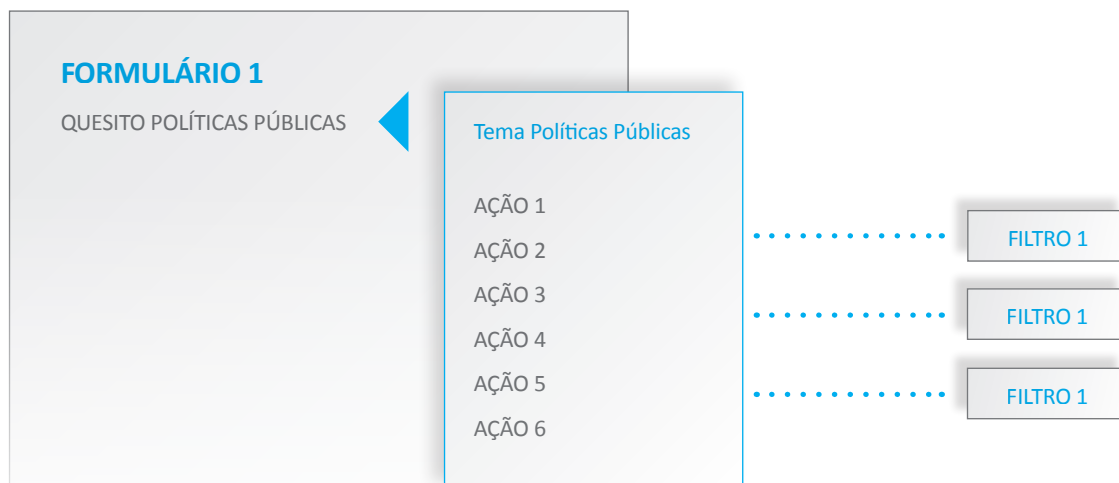 FORMULÁRIO 1
QUESITO POLÍTICAS PÚBLICAS
Tema Políticas Públicas
AÇÃO 1
AÇÃO 2
AÇÃO 3
AÇÃO 4
AÇÃO 5
AÇÃO 6
FILTRO 1
FILTRO 1
FILTRO 1